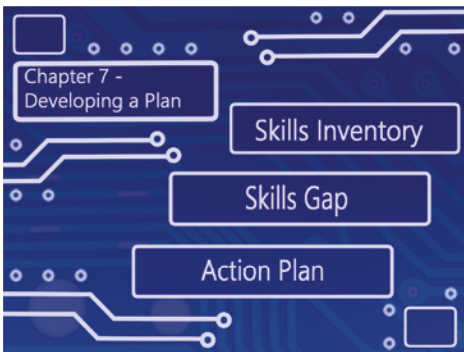 Chapter 7 -
Developing a Plan
Skills Inventory
Skills Gap
Action Plan